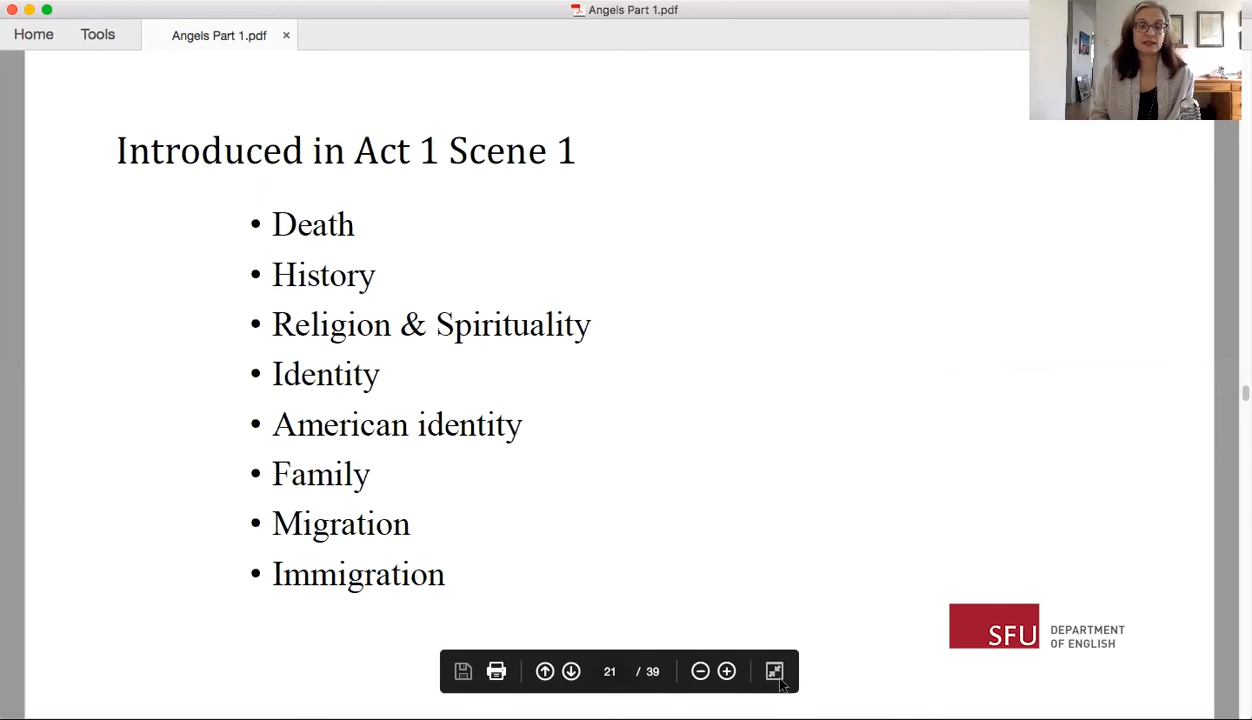 Angels Part 1.pdf
Home
Tools
Angels Part 1.pdf ×
Introduced in Act 1 Scene 1
• Death
• History
• Religion & Spirituality
• Identity
• American identity
• Family
• Migration
• Immigration
SFU
DEPARTMENT
OF ENGLISH
21 / 39